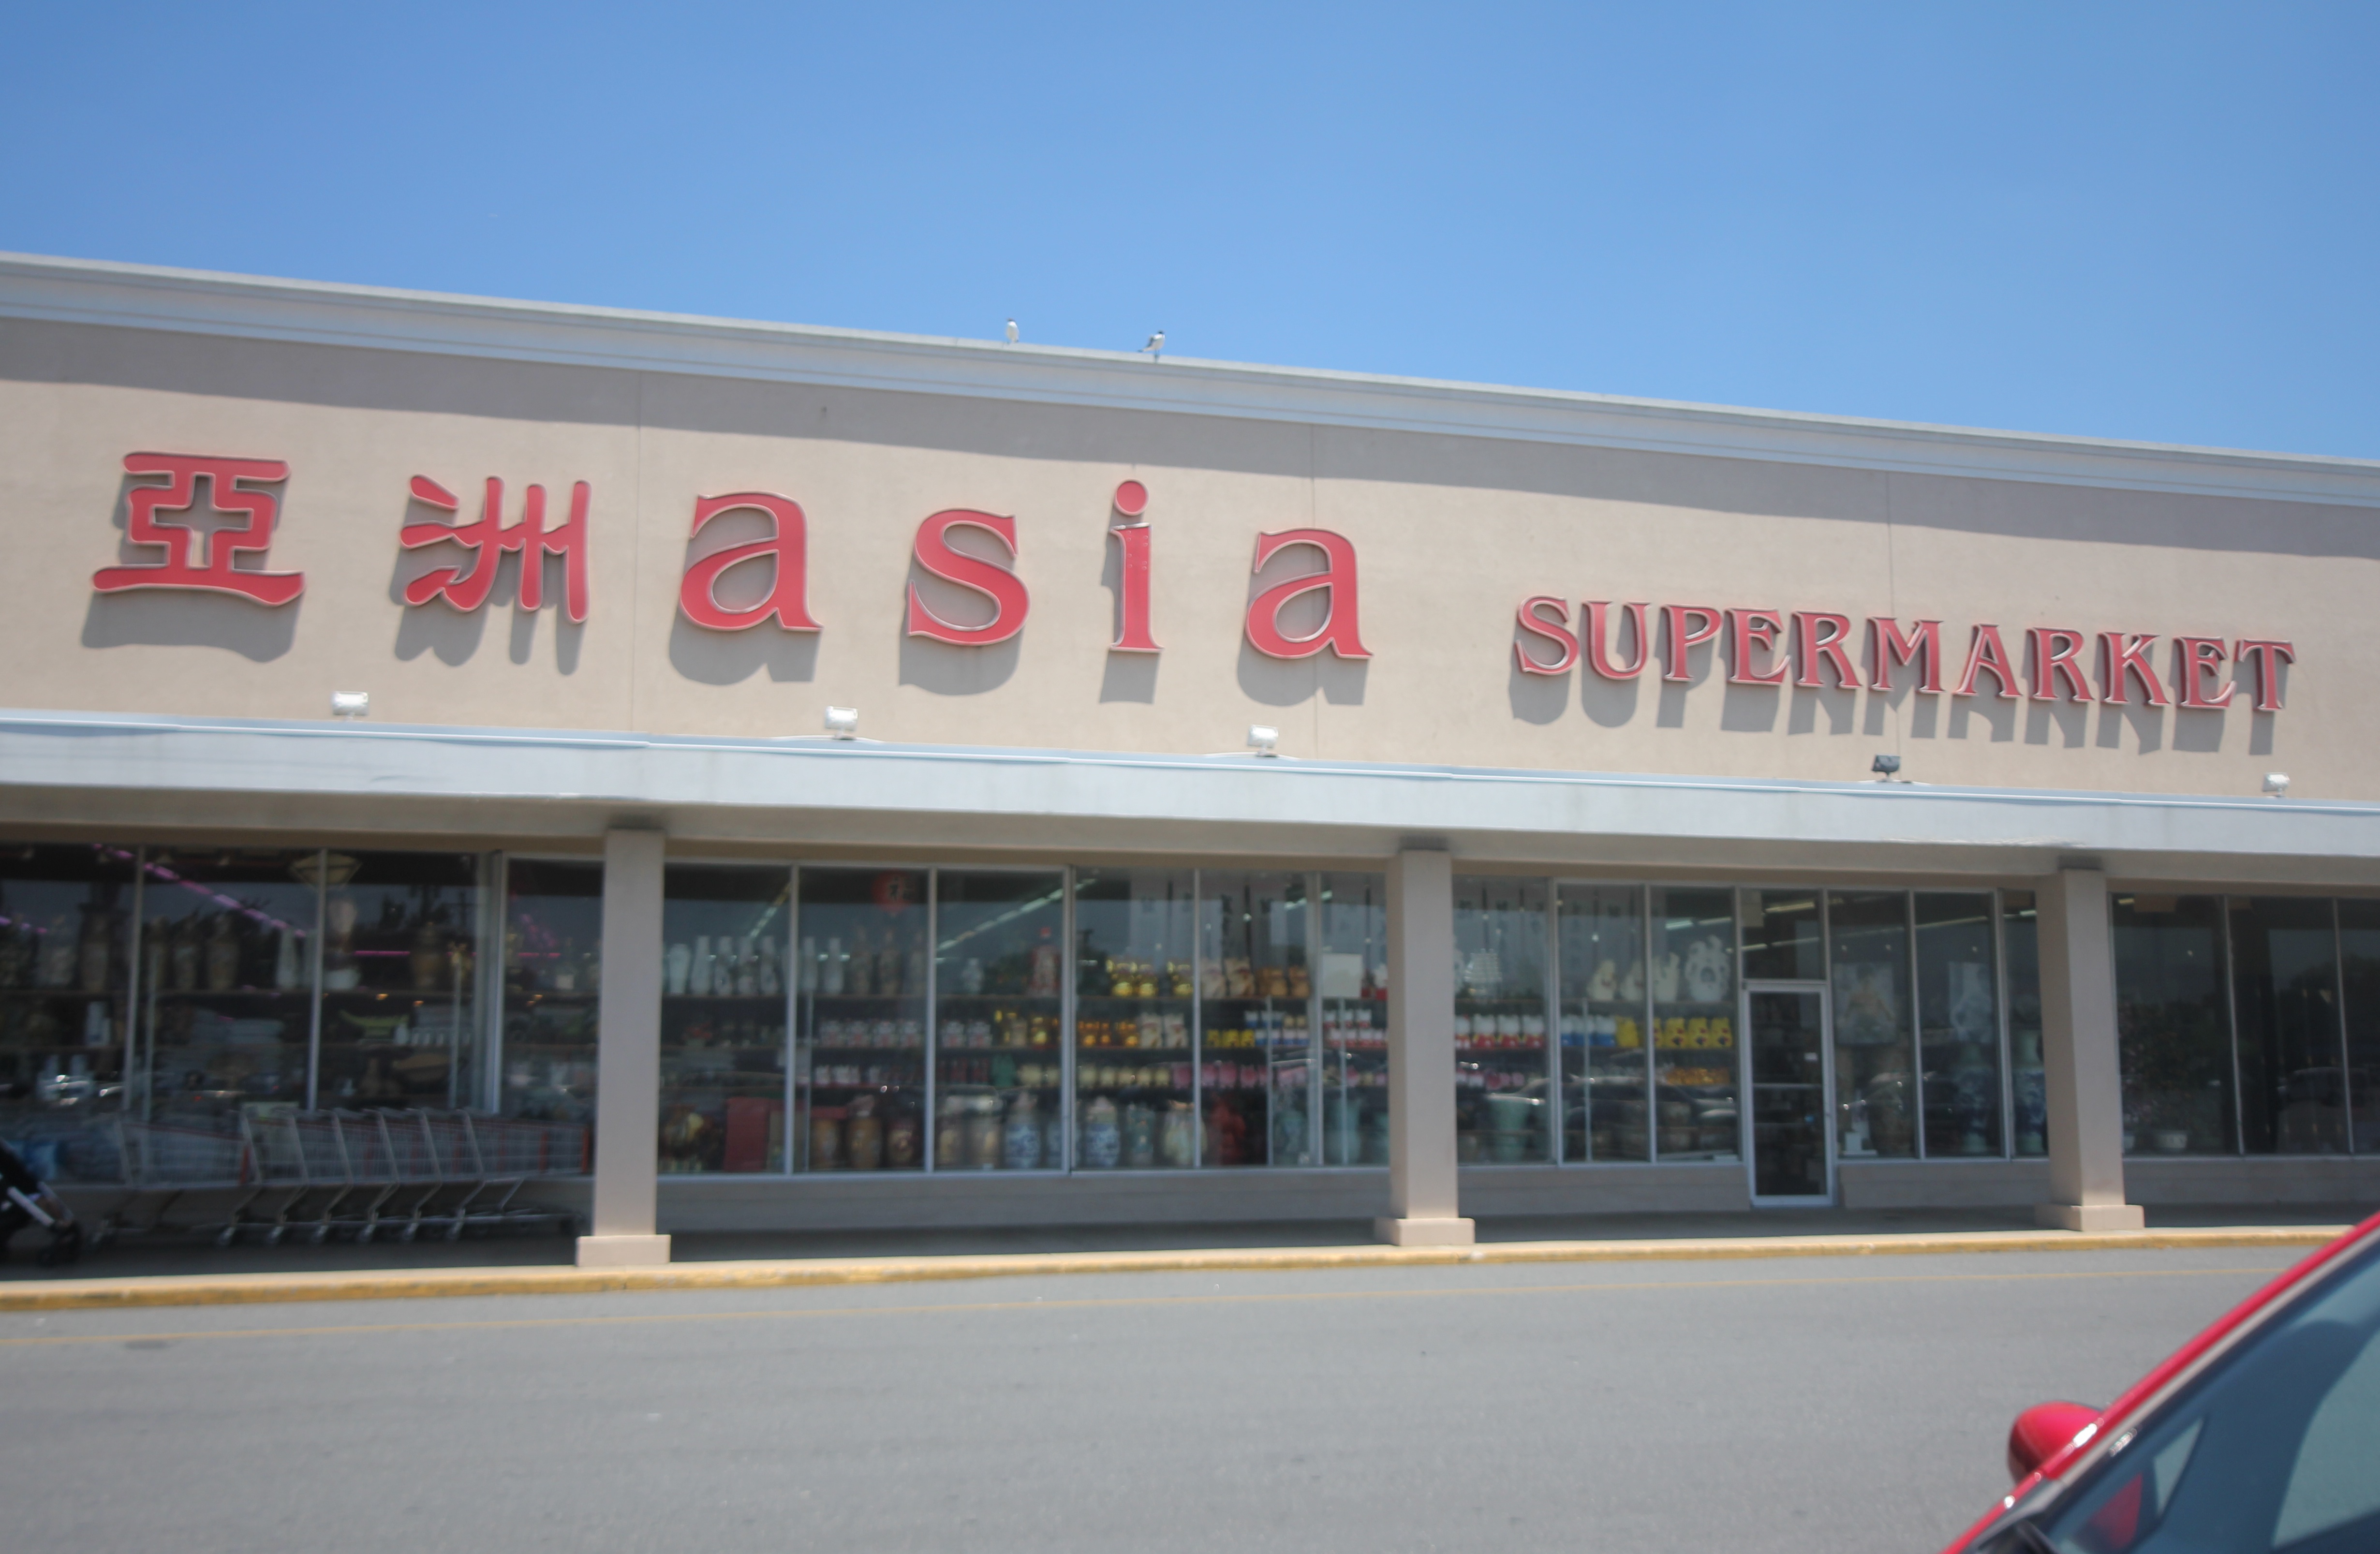 亞洲 asia SUPERMARKET